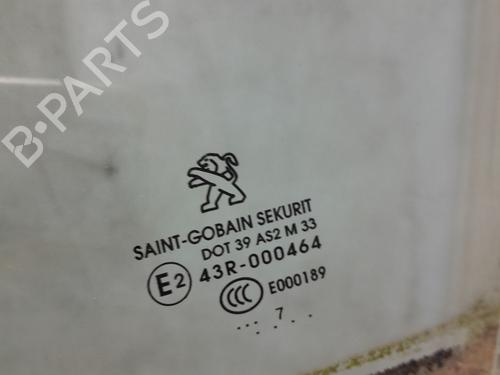 B-PARTS
SAINT-GOBAIN SEKURIT
DOT 39 AS2 M 33
E2 43R-000464
CCC E000189
... 7 .. . .